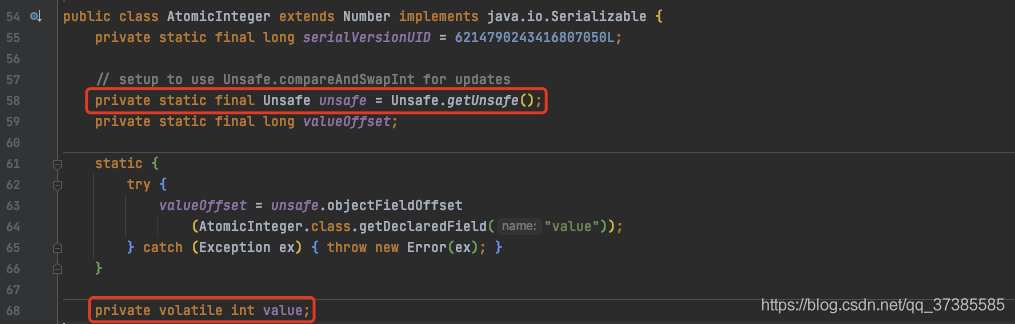 54 public class AtomicInteger extends Number implements java.io.Serializable {
55 private static final long serialVersionUID = 6214790243416807050L;
56
57 // setup to use Unsafe.compareAndSwapInt for updates
58 private static final Unsafe unsafe = Unsafe.getUnsafe();
59 private static final long valueOffset;
60
61 static {
62 try {
63 valueOffset = unsafe.objectFieldOffset
64 (AtomicInteger.class.getDeclaredField( name: "value"));
65 } catch (Exception ex) { throw new Error(ex); }
66 }
67
68 private volatile int value;
https://blog.csdn.net/qq_37385585